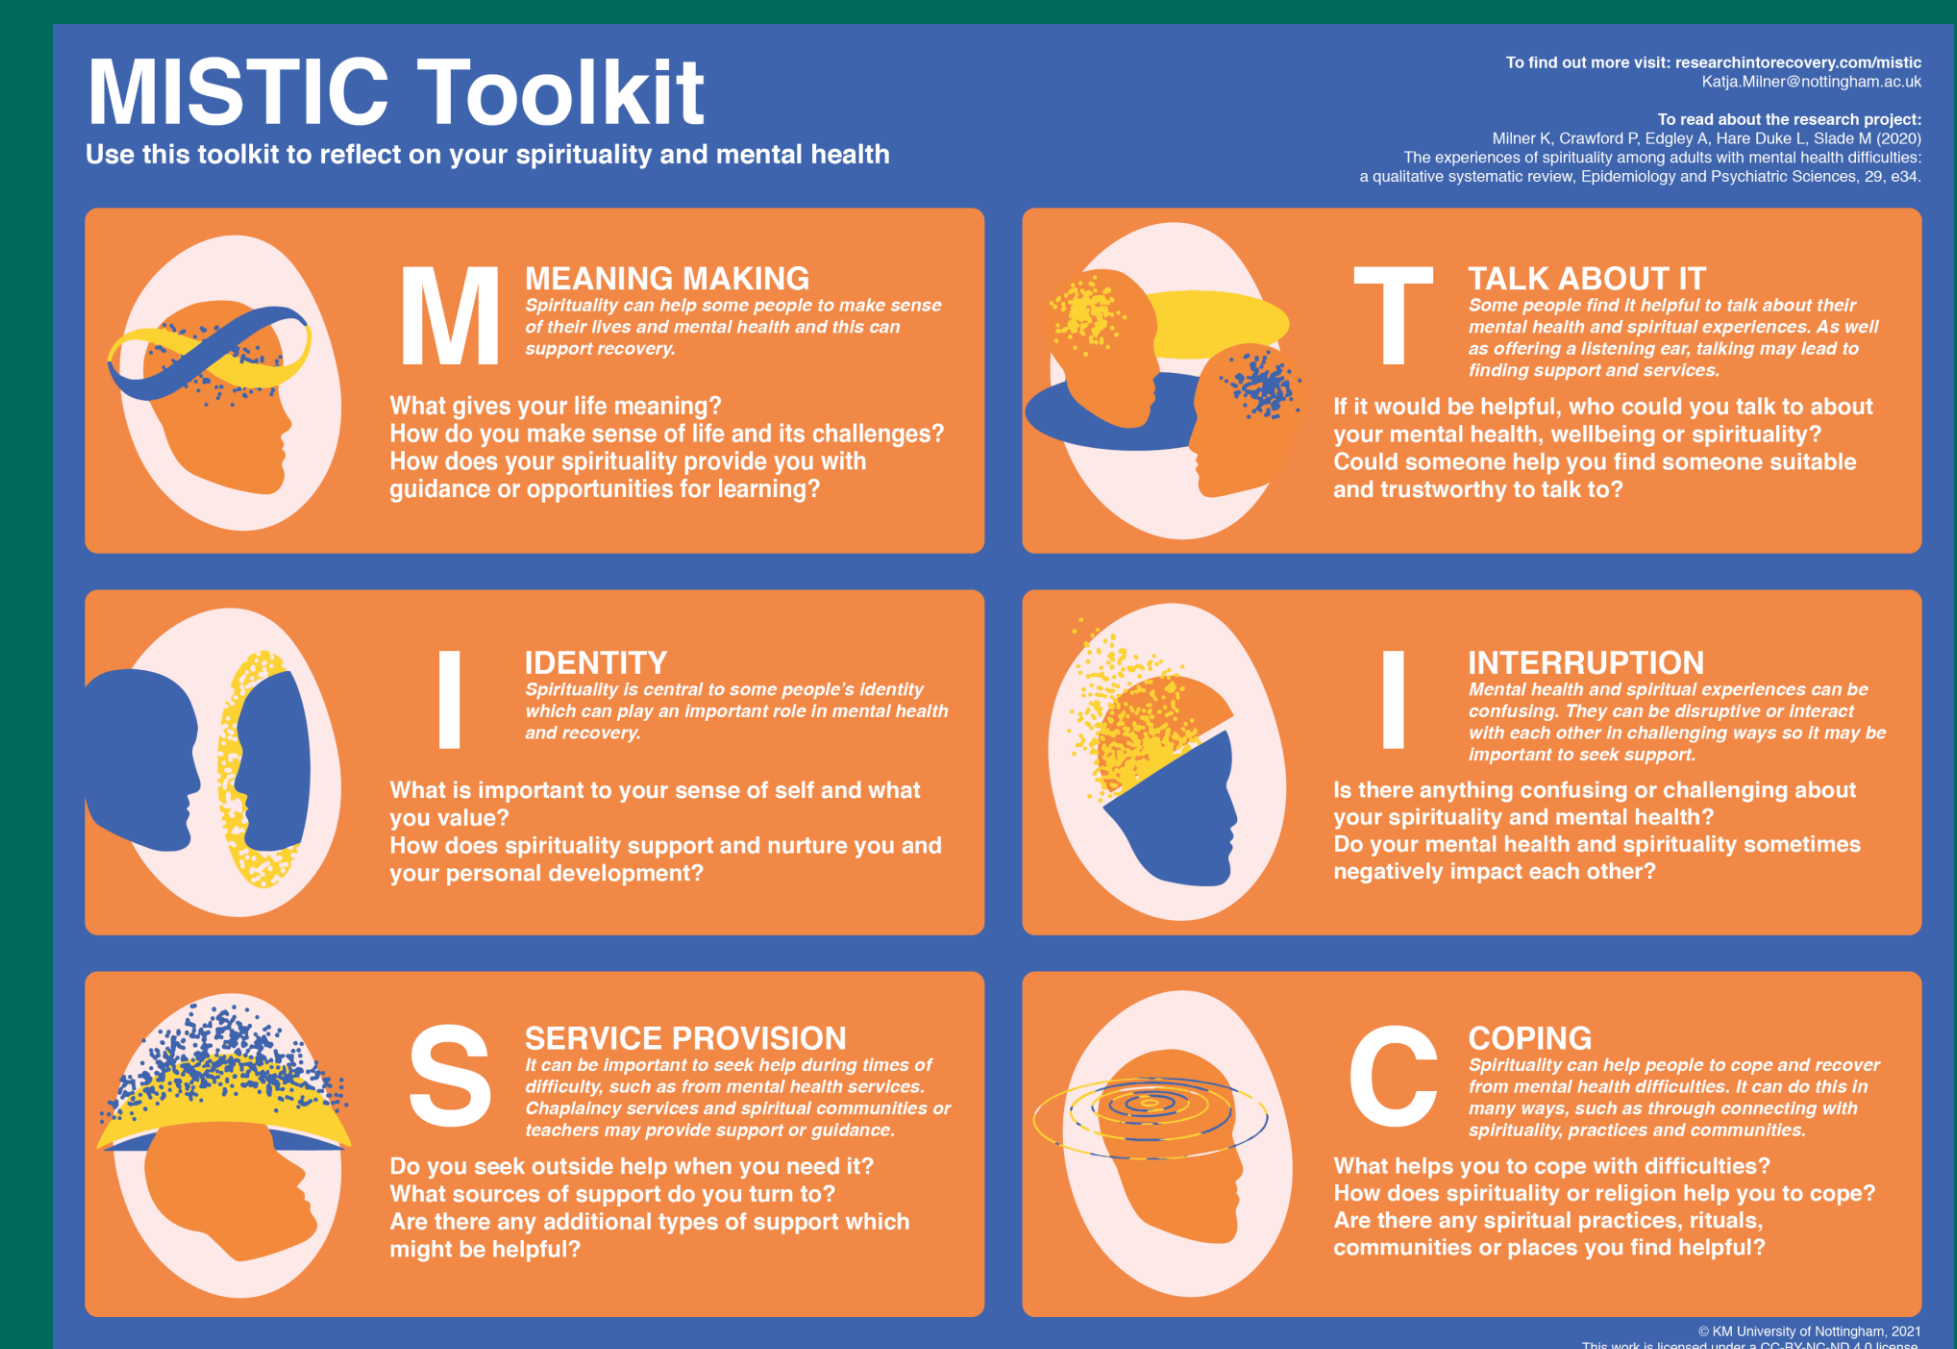 MISTIC Toolkit
Use this toolkit to reflect on your spirituality and mental health
To find out more visit: researchintorecovery.com/mistic
Katja.Milner@nottingham.ac.uk
To read about the research project:
Milner K, Crawford P, Edgley A, Hare Duke L, Slade M (2020)
The experiences of spirituality among adults with mental health difficulties:
a qualitative systematic review, Epidemiology and Psychiatric Sciences, 29, e34.
M
MEANING MAKING
Spirituality can help some people to make sense
of their lives and mental health and this can
support recovery.
What gives your life meaning?
How do you make sense of life and its challenges?
How does your spirituality provide you with
guidance or opportunities for learning?
I
IDENTITY
Spirituality is central to some people's identity
which can play an important role in mental health
and recovery.
What is important to your sense of self and what
you value?
How does spirituality support and nurture you and
your personal development?
S
SERVICE PROVISION
It can be important to seek help during times of
difficulty, such as from mental health services.
Chaplaincy services and spiritual communities or
teachers may provide support or guidance.
Do you seek outside help when you need it?
What sources of support do you turn to?
Are there any additional types of support which
might be helpful?
T
TALK ABOUT IT
Some people find it helpful to talk about their
mental health and spiritual experiences. As well
as offering a listening ear, talking may lead to
finding support and services.
If it would be helpful, who could you talk to about
your mental health, wellbeing or spirituality?
Could someone help you find someone suitable
and trustworthy to talk to?
I
INTERRUPTION
Mental health and spiritual experiences can be
confusing. They can be disruptive or interact
with each other in challenging ways so it may be
important to seek support.
Is there anything confusing or challenging about
your spirituality and mental health?
Do your mental health and spirituality sometimes
negatively impact each other?
C
COPING
Spirituality can help people to cope and recover
from mental health difficulties. It can do this in
many ways, such as through connecting with
spirituality, practices and communities.
What helps you to cope with difficulties?
How does spirituality or religion help you to cope?
Are there any spiritual practices, rituals,
communities or places you find helpful?
© KM University of Nottingham, 2021
This work is licensed under a CC-BY-NC-ND 4.0 license.